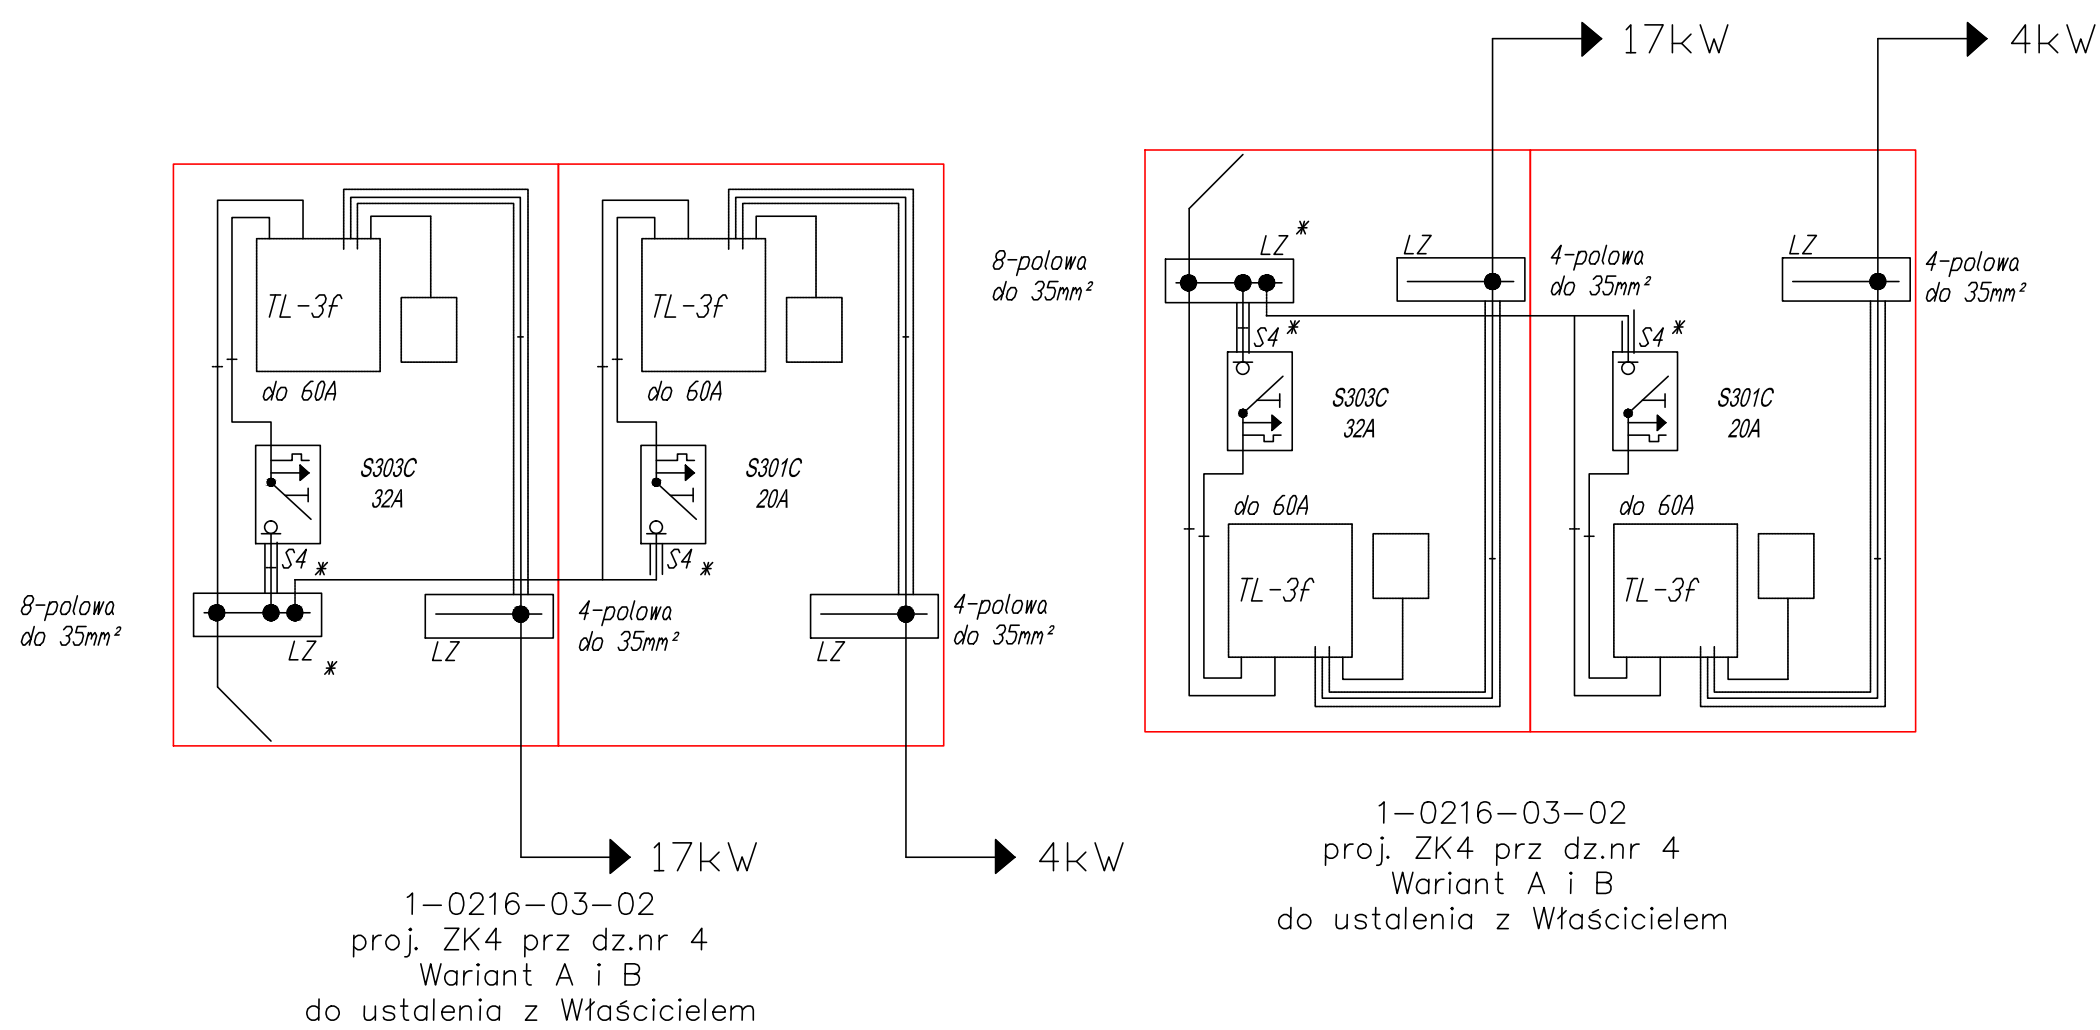 17kW
4kW
TL-3f
do 60A
S303C
32A
S4 *
8-polowa
do 35mm²
LZ *
LZ
4-polowa
do 35mm²
TL-3f
do 60A
S301C
20A
S4 *
LZ
4-polowa
do 35mm²
17kW
4kW
1-0216-03-02
proj. ZK4 prz dz.nr 4
Wariant A i B
do ustalenia z Właścicielem
8-polowa
do 35mm²
LZ *
LZ
4-polowa
do 35mm²
LZ
4-polowa
do 35mm²
S4 *
S303C
32A
do 60A
TL-3f
S4 *
S301C
20A
do 60A
TL-3f
1-0216-03-02
proj. ZK4 prz dz.nr 4
Wariant A i B
do ustalenia z Właścicielem